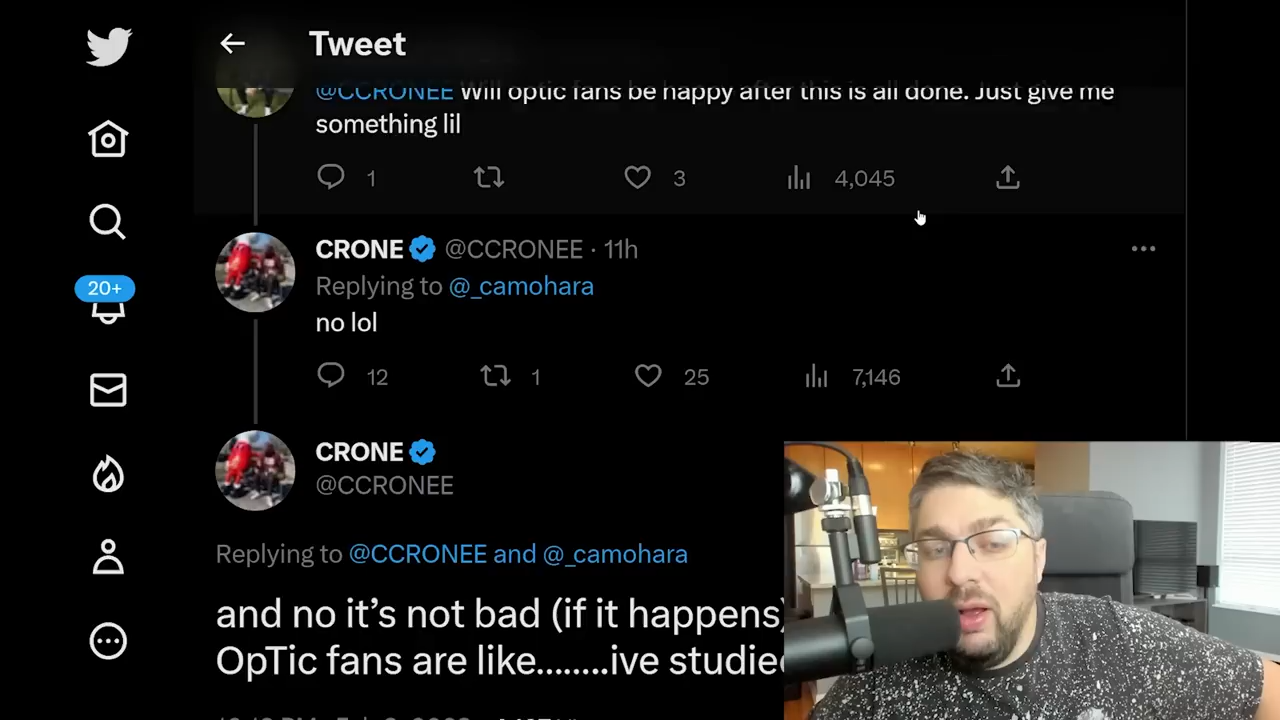 Tweet
@CCRONEE Will optic fans be happy after this is all done. Just give me
something lil
1
3
4,045
CRONE @CCRONEE · 11h
Replying to @_camohara
no lol
20+
12
1
25
7,146
CRONE
@CCRONEE
Replying to @CCRONEE and @_camohara
and no it’s not bad (if it happens)
OpTic fans are like........ive studied